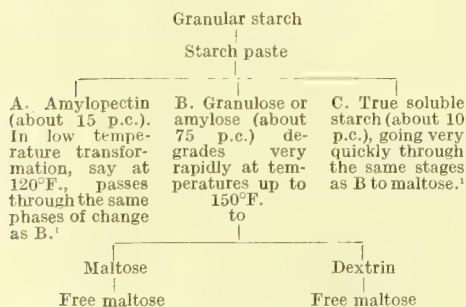 Granular starch
Starch paste
A. Amylopectin
(about 15 p.c.).
In low tempe-
rature transfor-
mation, say at
120°F., passes
through the same
phases of change
as B.¹
B. Granulose or
amylose (about
75 p.c.) de-
grades very
rapidly at tem-
peratures up to
150°F.
to
C. True soluble
starch (about 10
p.c.), going very
quickly through
the same stages
as B to maltose.¹
Maltose
Dextrin
Free maltose
Free maltose